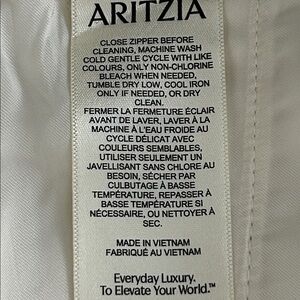 ARITZIA
CLOSE ZIPPER BEFORE
CLEANING, MACHINE WASH
COLD GENTLE CYCLE WITH LIKE
COLOURS, ONLY NON-CHLORINE
BLEACH WHEN NEEDED,
TUMBLE DRY LOW, COOL IRON
ONLY IF NEEDED, OR DRY
CLEAN.
FERMER LA FERMETURE ÉCLAIR
AVANT DE LAVER, LAVER À LA
MACHINE À L'EAU FROIDE AU
CYCLE DÉLICAT AVEC
COULEURS SEMBLABLES,
UTILISER SEULEMENT UN
JAVELLISANT SANS CHLORE AU
BESOIN, SÉCHER PAR
CULBUTAGE À BASSE
TEMPÉRATURE, REPASSER À
BASSE TEMPÉRATURE SI
NÉCESSAIRE, OU NETTOYER À
SEC.
MADE IN VIETNAM
FABRIQUÉ AU VIETNAM
Everyday Luxury.
To Elevate Your World.™